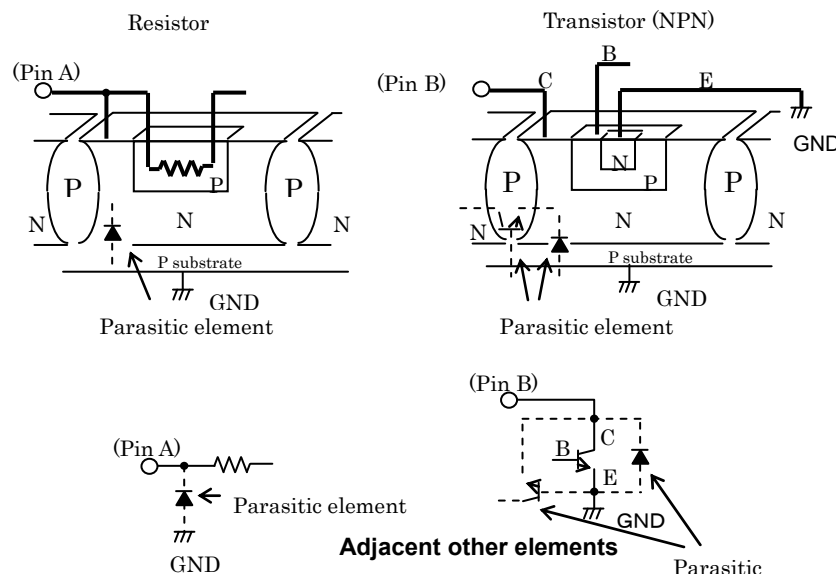 Resistor
Transistor (NPN)
(Pin A)
(Pin B)
B
C
E
GND
P
P
P
N
N
N
P substrate
GND
Parasitic element
P
P
N
P
N
N
N
P substrate
GND
Parasitic element
(Pin A)
Parasitic element
GND
(Pin B)
B
C
E
GND
Adjacent other elements
Parasitic